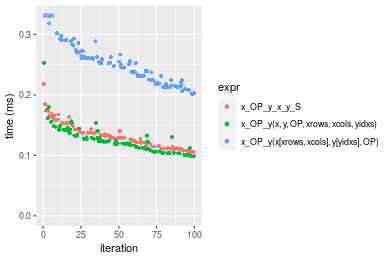 0.3
0.2
0.1
0.0
time (ms)
0
25
50
75
100
iteration
expr
x_OP_y_x_y_S
x_OP_y(x, y, OP, xrows, xcols, yidxs)
x_OP_y(x[xrows, xcols], y[yidxs], OP)